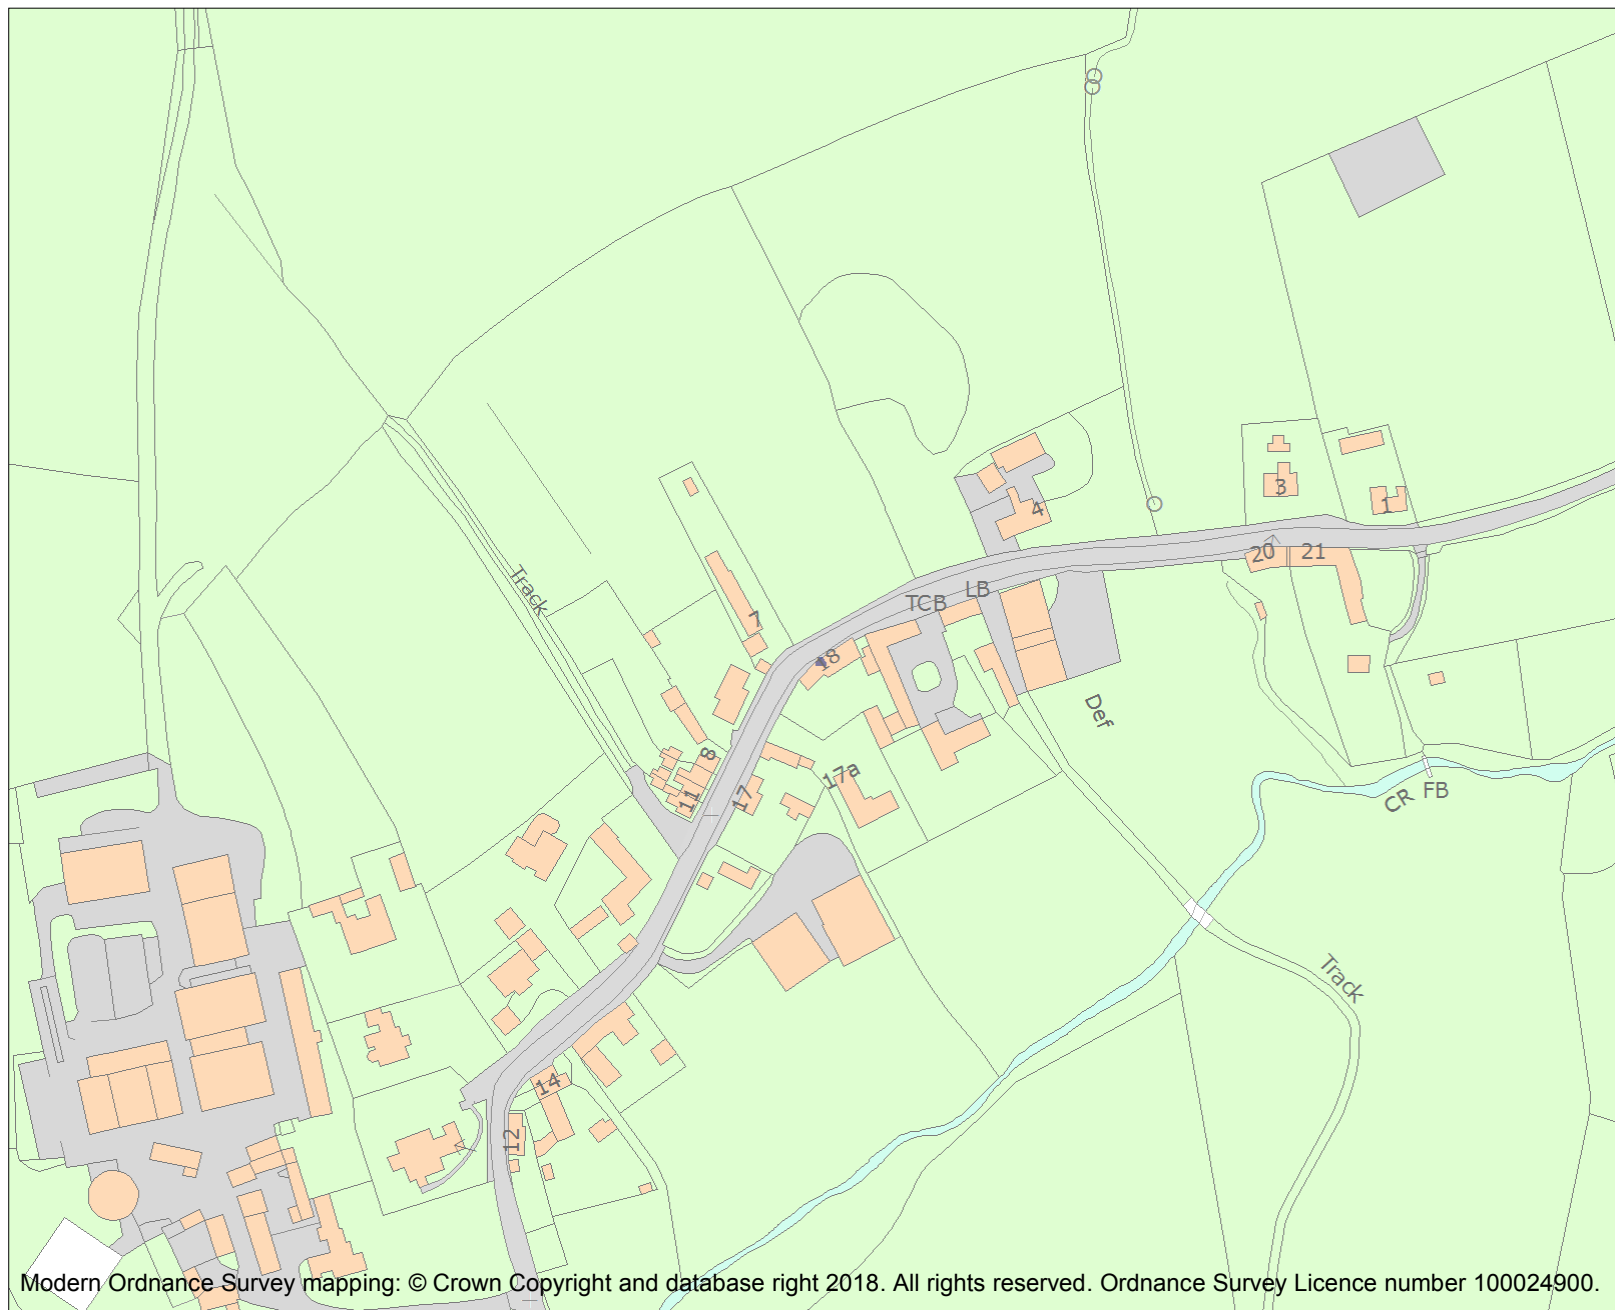 3
1
4
20
21
Track
LB
TCB
7
18
Def
8
17a
11
17
CR
FB
Track
14
12
Modern Ordnance Survey mapping: © Crown Copyright and database right 2018. All rights reserved. Ordnance Survey Licence number 100024900.